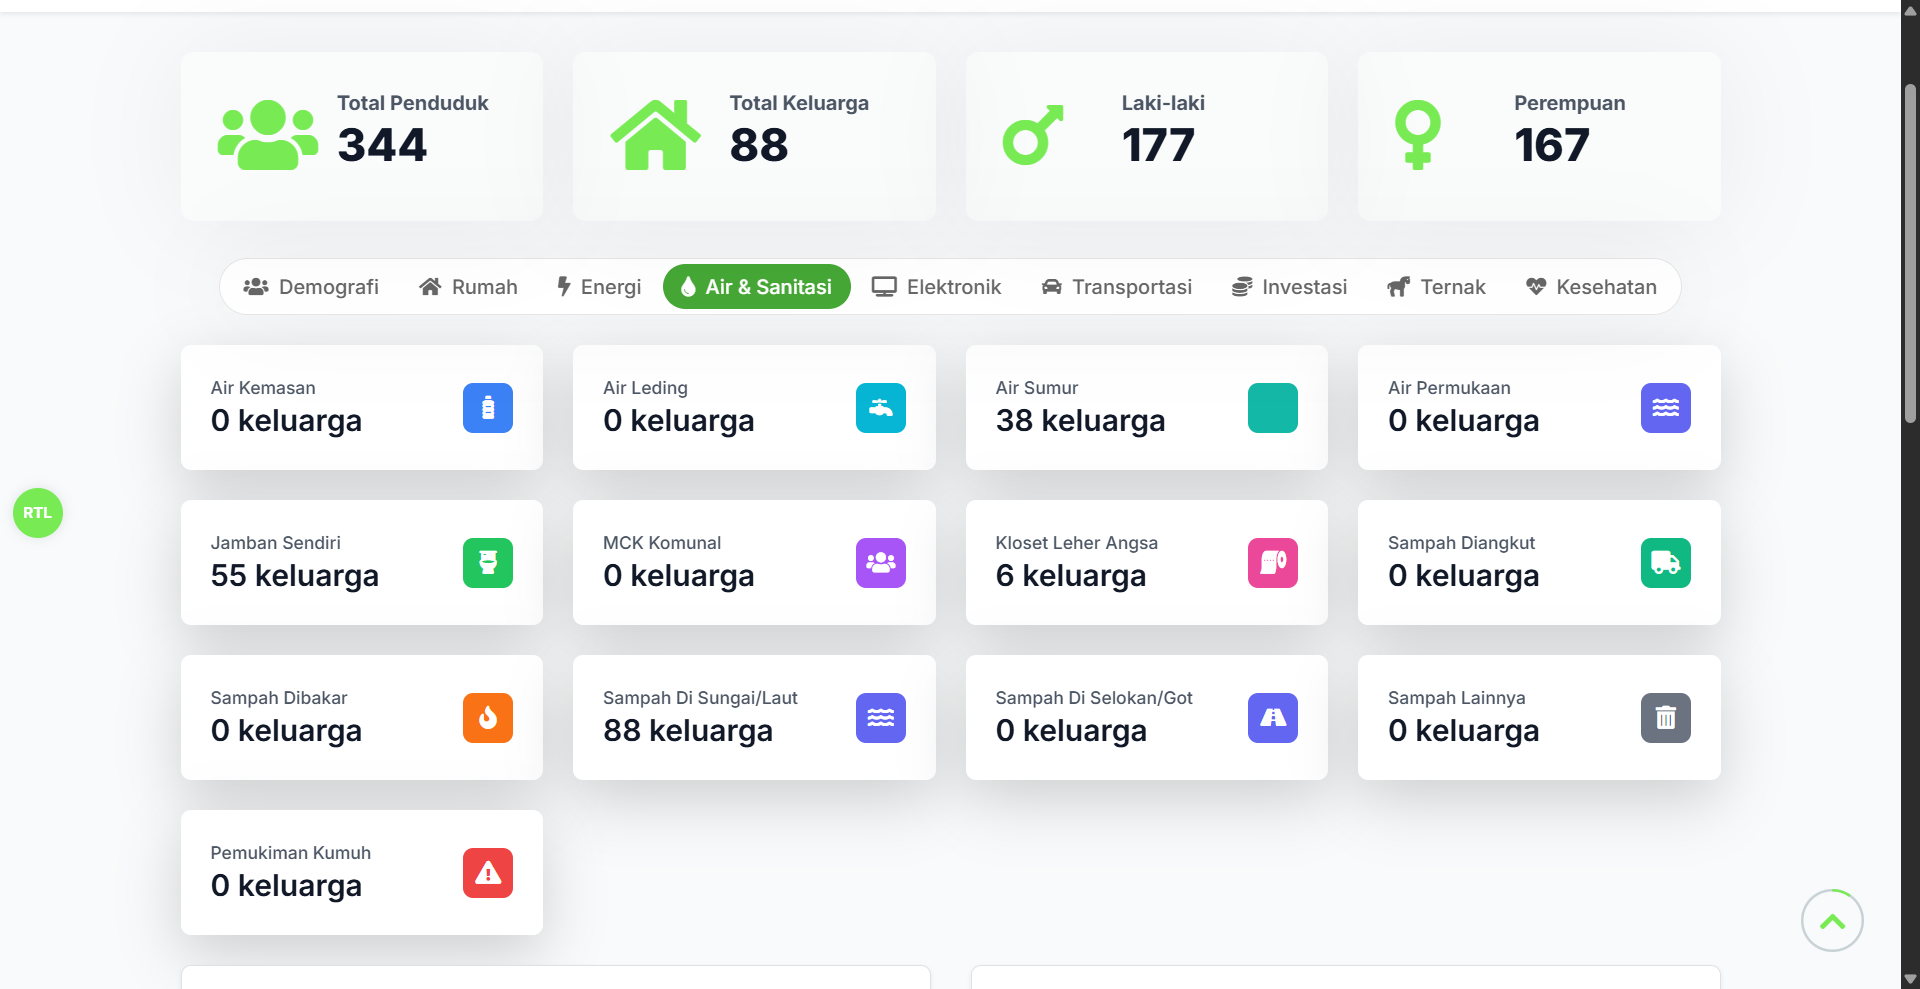 Total Penduduk
344
Total Keluarga
88
Laki-laki
177
Perempuan
167
Demografi
Rumah
Energi
Air & Sanitasi
Elektronik
Transportasi
Investasi
Ternak
Kesehatan
Air Kemasan
0 keluarga
Air Leding
0 keluarga
Air Sumur
38 keluarga
Air Permukaan
0 keluarga
RTL
Jamban Sendiri
55 keluarga
MCK Komunal
0 keluarga
Kloset Leher Angsa
6 keluarga
Sampah Diangkut
0 keluarga
Sampah Dibakar
0 keluarga
Sampah Di Sungai/Laut
88 keluarga
Sampah Di Selokan/Got
0 keluarga
Sampah Lainnya
0 keluarga
Pemukiman Kumuh
0 keluarga